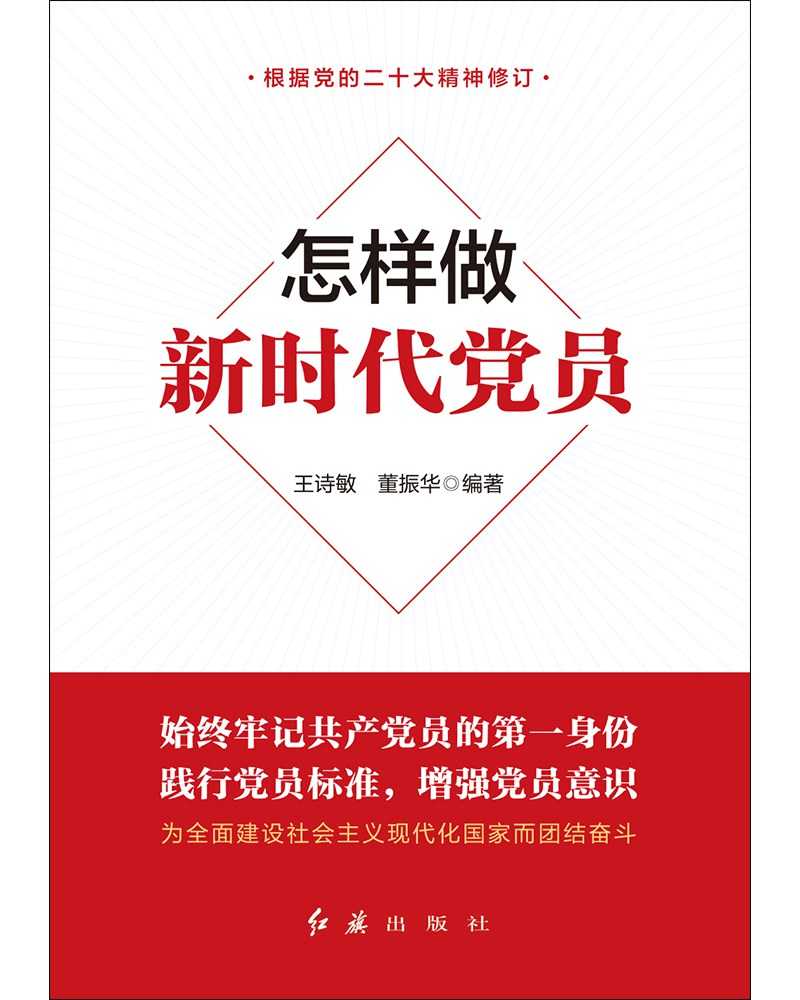 ·根据党的二十大精神修订·
怎样做
新时代党员
王诗敏 董振华◎编著
始终牢记共产党员的第一身份
践行党员标准，增强党员意识
为全面建设社会主义现代化国家而团结奋斗
红旗出版社